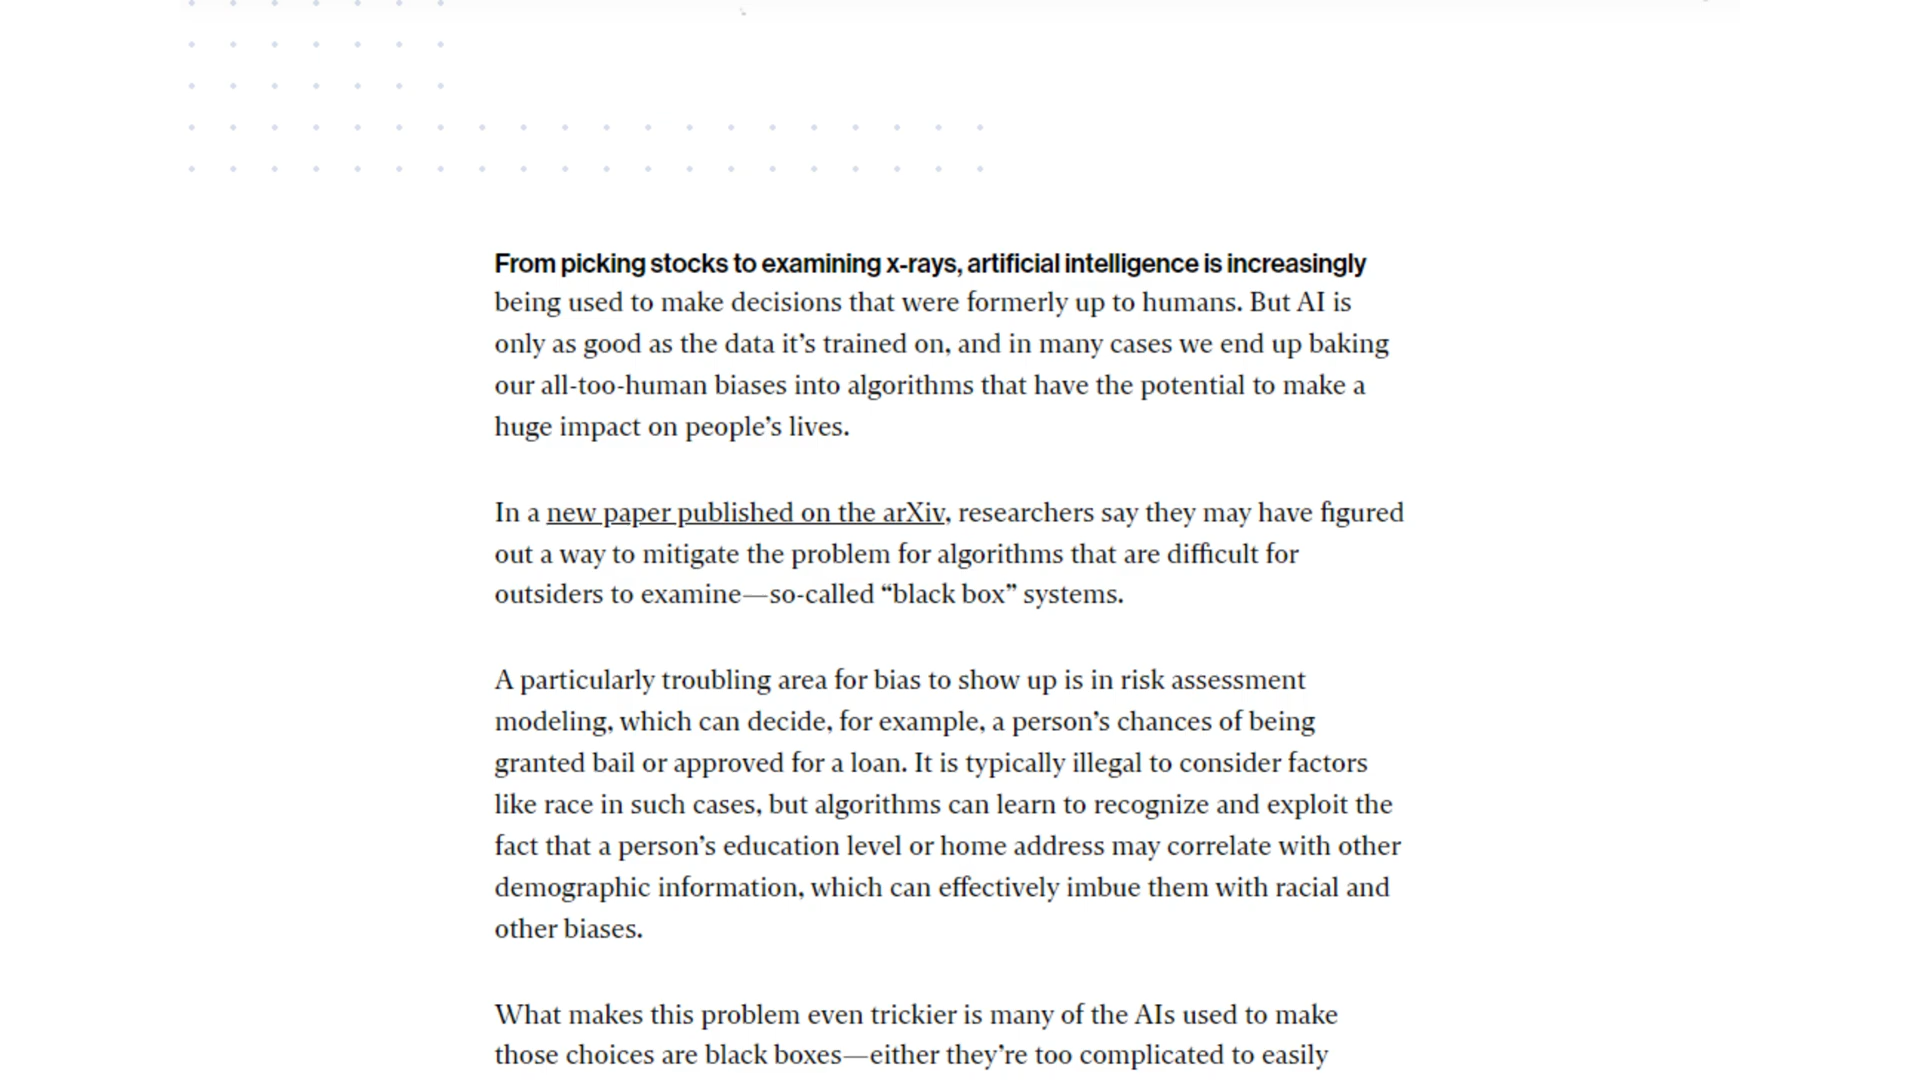 From picking stocks to examining x-rays, artificial intelligence is increasingly
being used to make decisions that were formerly up to humans. But AI is
only as good as the data it’s trained on, and in many cases we end up baking
our all-too-human biases into algorithms that have the potential to make a
huge impact on people’s lives.
In a new paper published on the arXiv, researchers say they may have figured
out a way to mitigate the problem for algorithms that are difficult for
outsiders to examine—so-called “black box” systems.
A particularly troubling area for bias to show up is in risk assessment
modeling, which can decide, for example, a person’s chances of being
granted bail or approved for a loan. It is typically illegal to consider factors
like race in such cases, but algorithms can learn to recognize and exploit the
fact that a person’s education level or home address may correlate with other
demographic information, which can effectively imbue them with racial and
other biases.
What makes this problem even trickier is many of the AIs used to make
those choices are black boxes—either they’re too complicated to easily